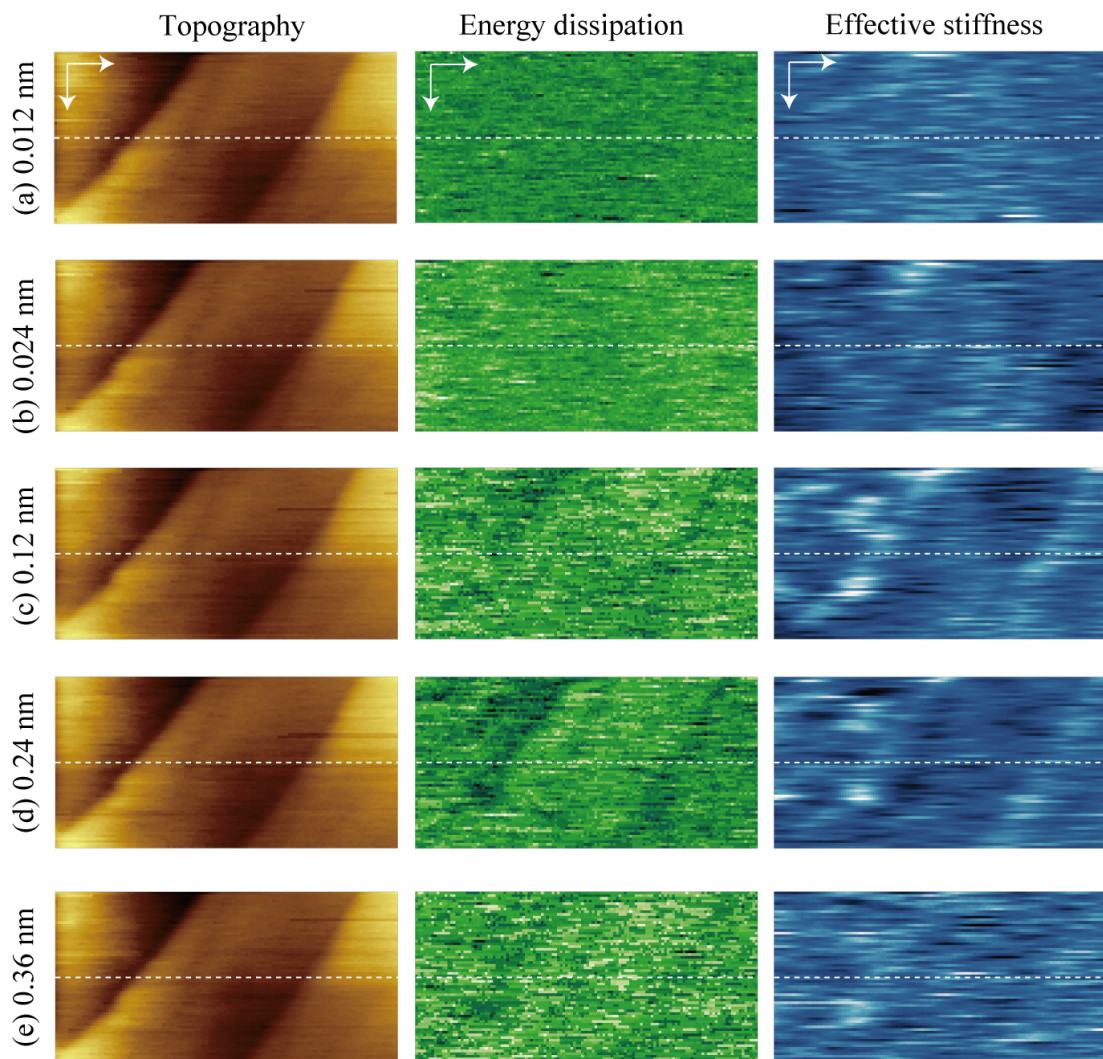 Topography Energy dissipation Effective stiffness
(a) 0.012 nm
(b) 0.024 nm
(c) 0.12 nm
(d) 0.24 nm
(e) 0.36 nm